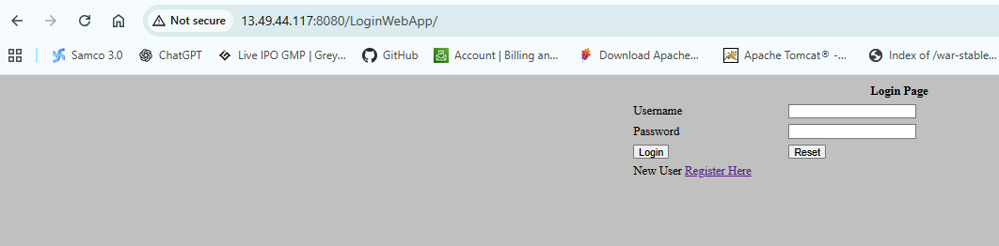 Not secure 13.49.44.117:8080/LoginWebApp/
Samco 3.0 ChatGPT Live IPO GMP | Grey... GitHub Account | Billing an... Download Apache... Apache Tomcat® -... Index of /war-stable...
Login Page
Username
Password
Login Reset
New User Register Here